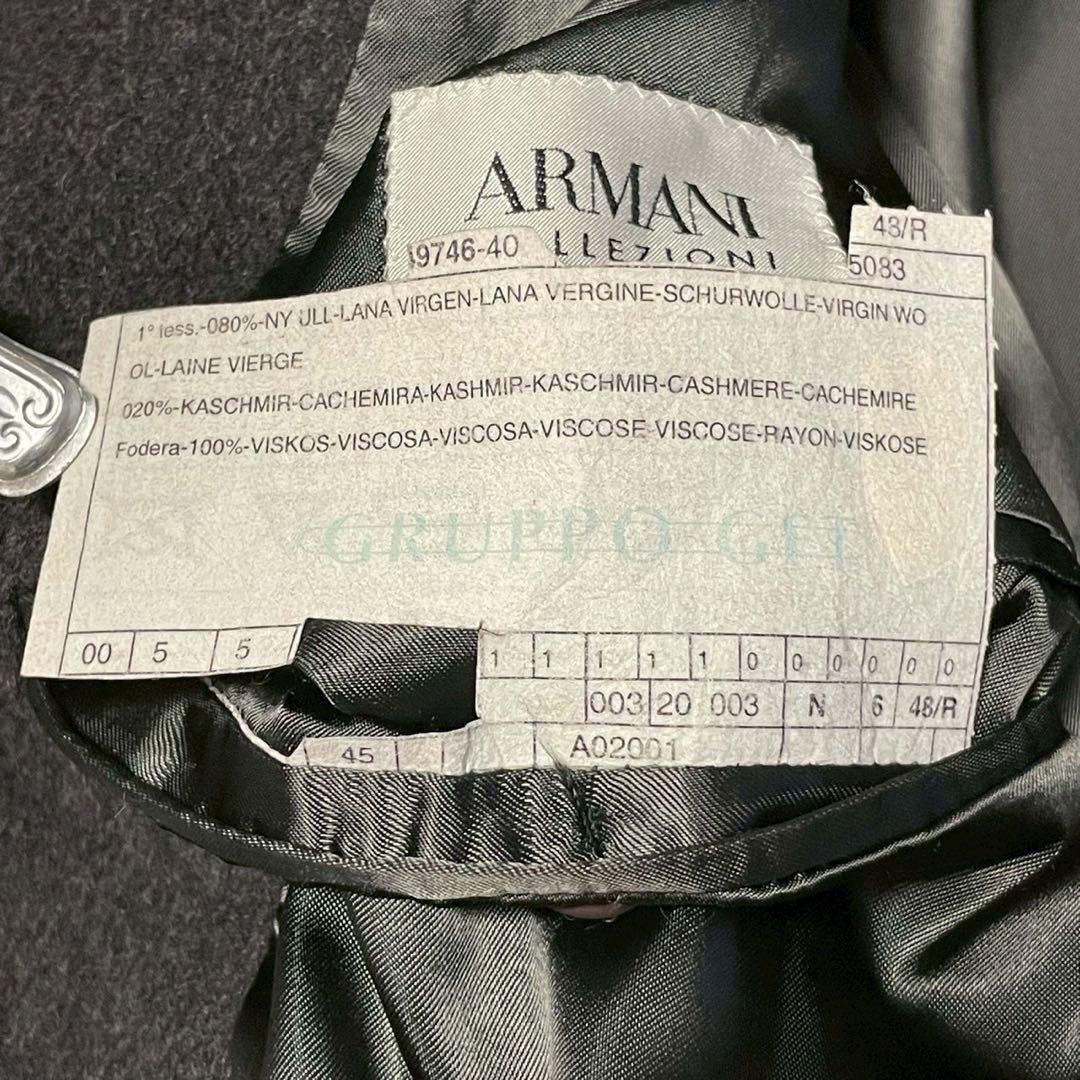 ARMANI
LLEZIONI
48/R
9746-40
5083
1° less.-080%-NY ULL-LANA VIRGEN-LANA VERGINE-SCHURWOLLE-VIRGIN WO
OL-LAINE VIERGE
020%-KASCHMIR-CACHEMIRA-KASHMIR-KASCHMIR-CASHMERE-CACHEMIRE
Fodera-100%-VISKOS-VISCOSA-VISCOSA-VISCOSE-VISCOSE-RAYON-VISKOSE
GRUPPO
00 5 5 1 1 1 1 1 0 0 0 0 0 0
003 20 003 N 6 48/R
45 A02001